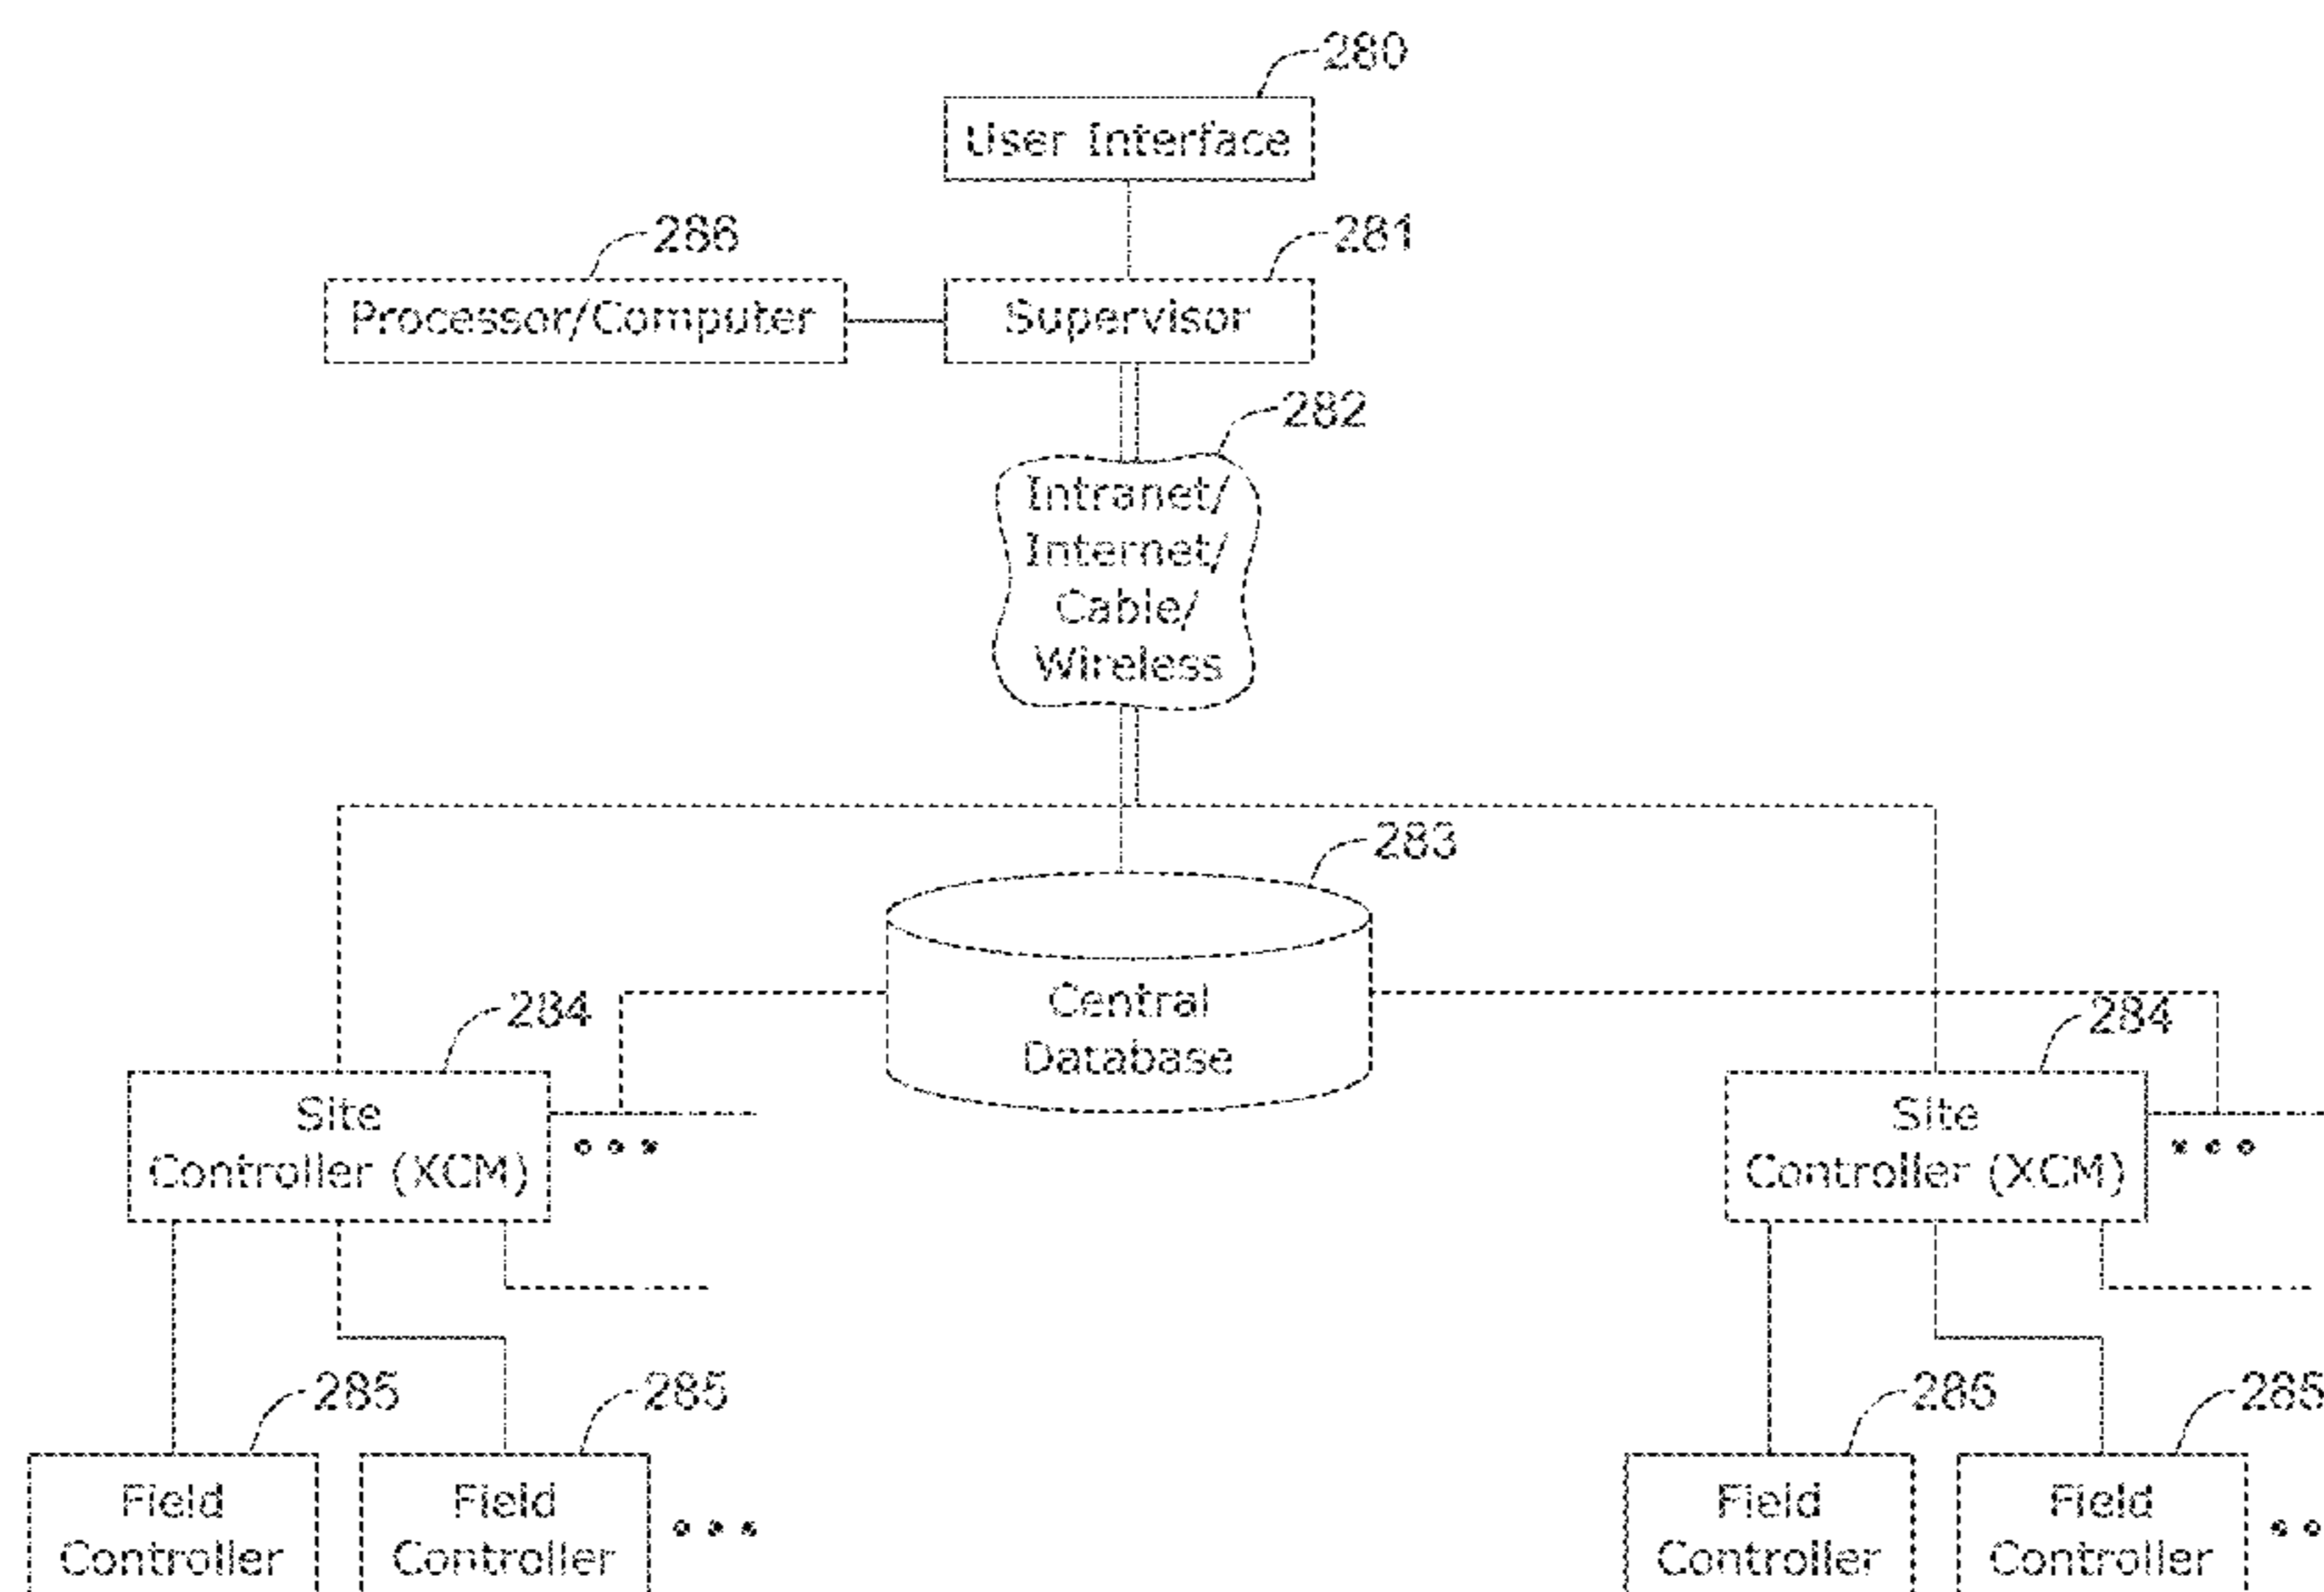 280
User Interface
286
281
Processor/Computer
Supervisor
282
Intranet/
Internet/
Cable/
Wireless
283
Central
Database
284
284
Site
Controller (XCM)
Site
Controller (XCM)
285
285
285
285
Field
Controller
Field
Controller
Field
Controller
Field
Controller